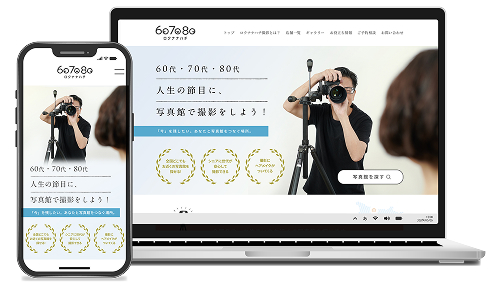 607080
ロクナナハチ
60代・70代・80代
人生の節目に、
写真館で撮影をしよう！
「今」を残したい、あなたと写真館をつなぐ場所。
607080
ロクナナハチ
トップ　ロクナナハチ撮影とは？　店舗一覧　ギャラリー　お役立ち情報　ご予約相談　お問い合わせ
60代・70代・80代
人生の節目に、
写真館で撮影をしよう！
「今」を残したい、あなたと写真館をつなぐ場所。
写真館を探す